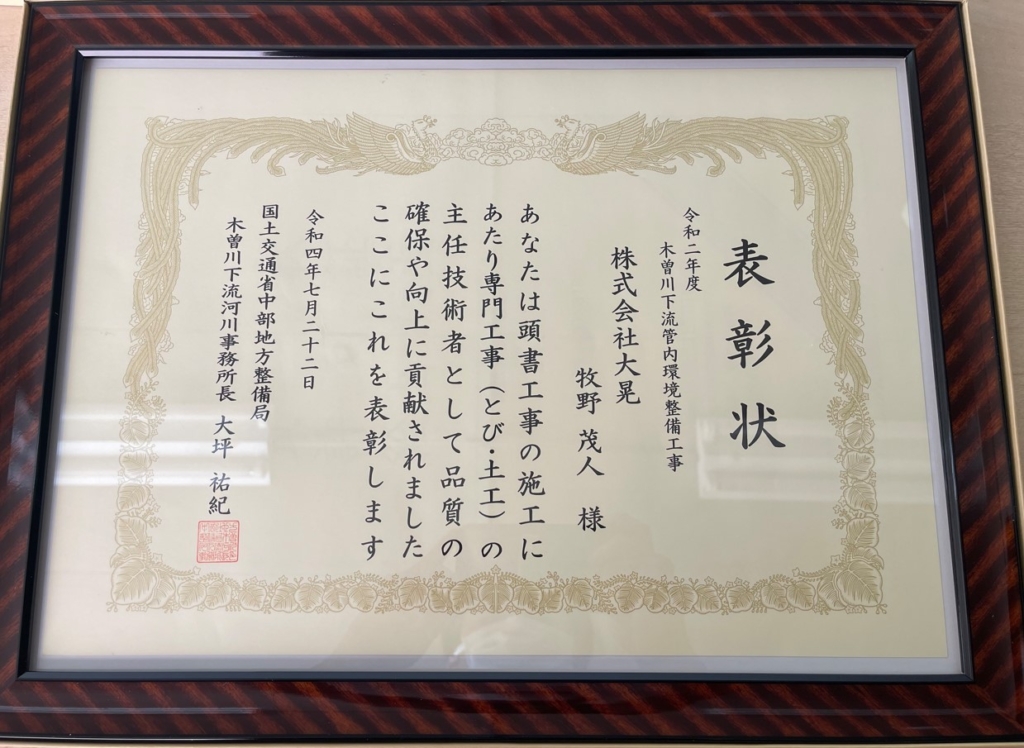 表彰状
令和二年度
木曽川下流管内環境整備工事
株式会社大晃
牧野 茂人 様
あなたは頭書工事の施工に
あたり専門工事(とび・土工)の
主任技術者として品質の
確保や向上に貢献されました
ここにこれを表彰します
令和四年七月二十二日
国土交通省中部地方整備局
木曽川下流河川事務所長 大坪 祐紀